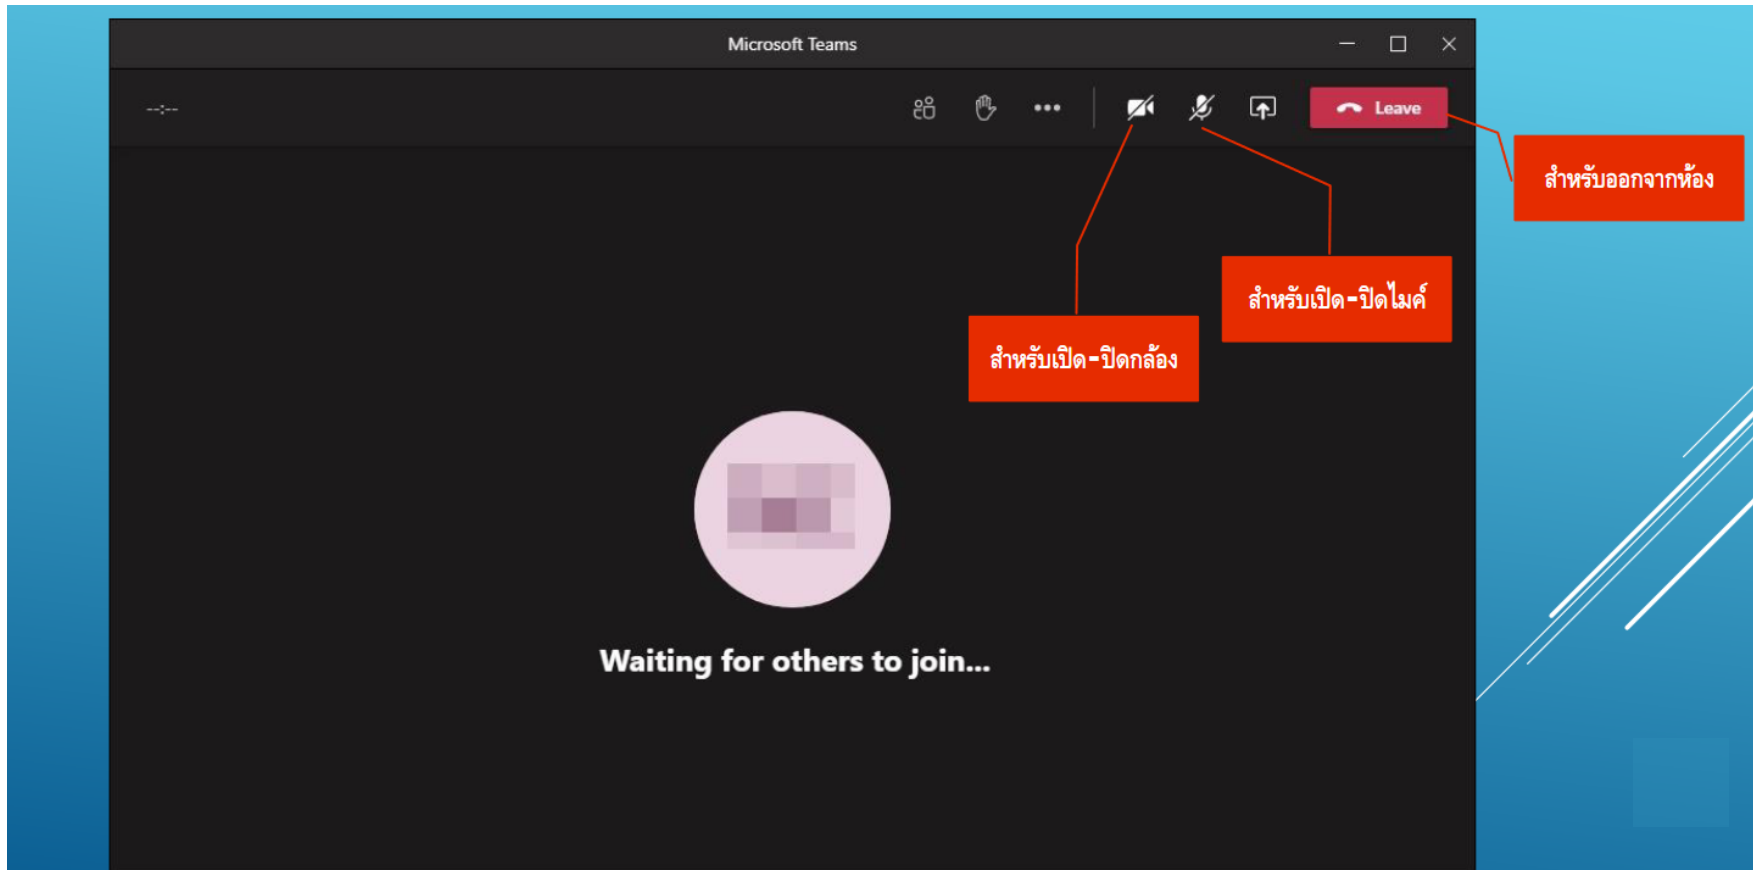 Microsoft Teams
--:--
Leave
สำหรับออกจากห้อง
สำหรับเปิด-ปิดไมค์
สำหรับเปิด-ปิดกล้อง
Waiting for others to join...